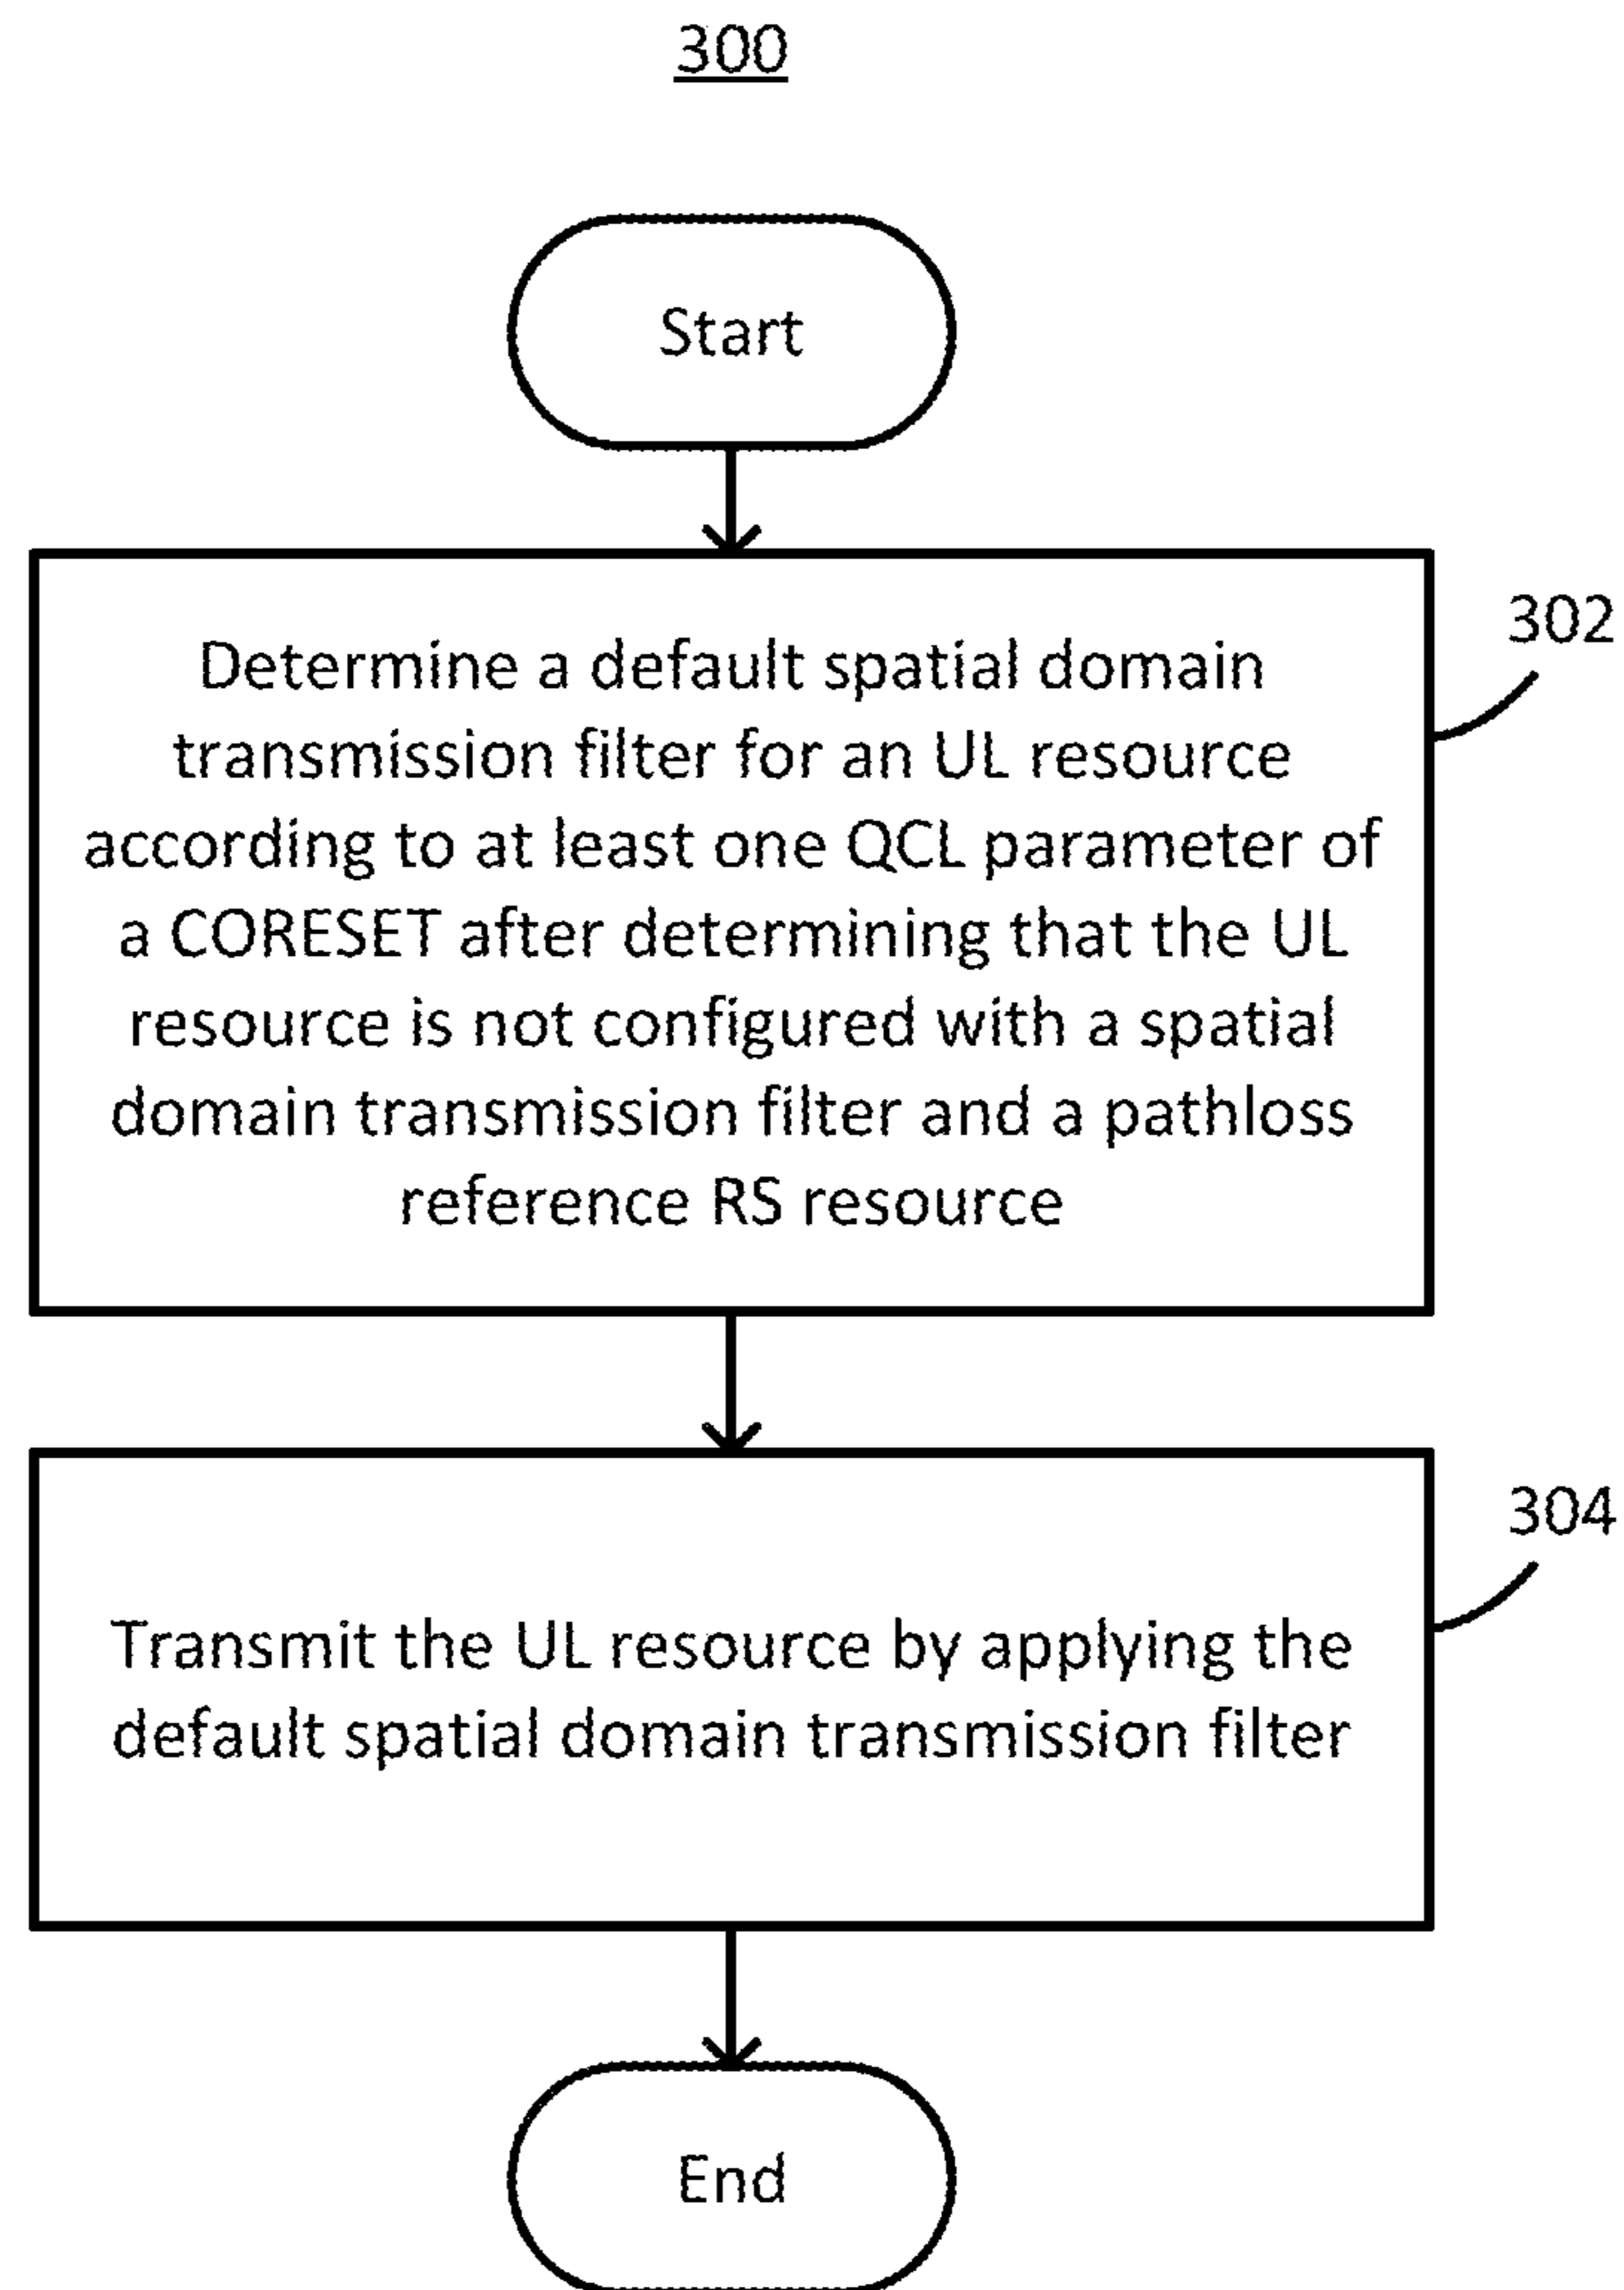 300
Start
302
Determine a default spatial domain
transmission filter for an UL resource
according to at least one QCL parameter of
a CORESET after determining that the UL
resource is not configured with a spatial
domain transmission filter and a pathloss
reference RS resource
304
Transmit the UL resource by applying the
default spatial domain transmission filter
End